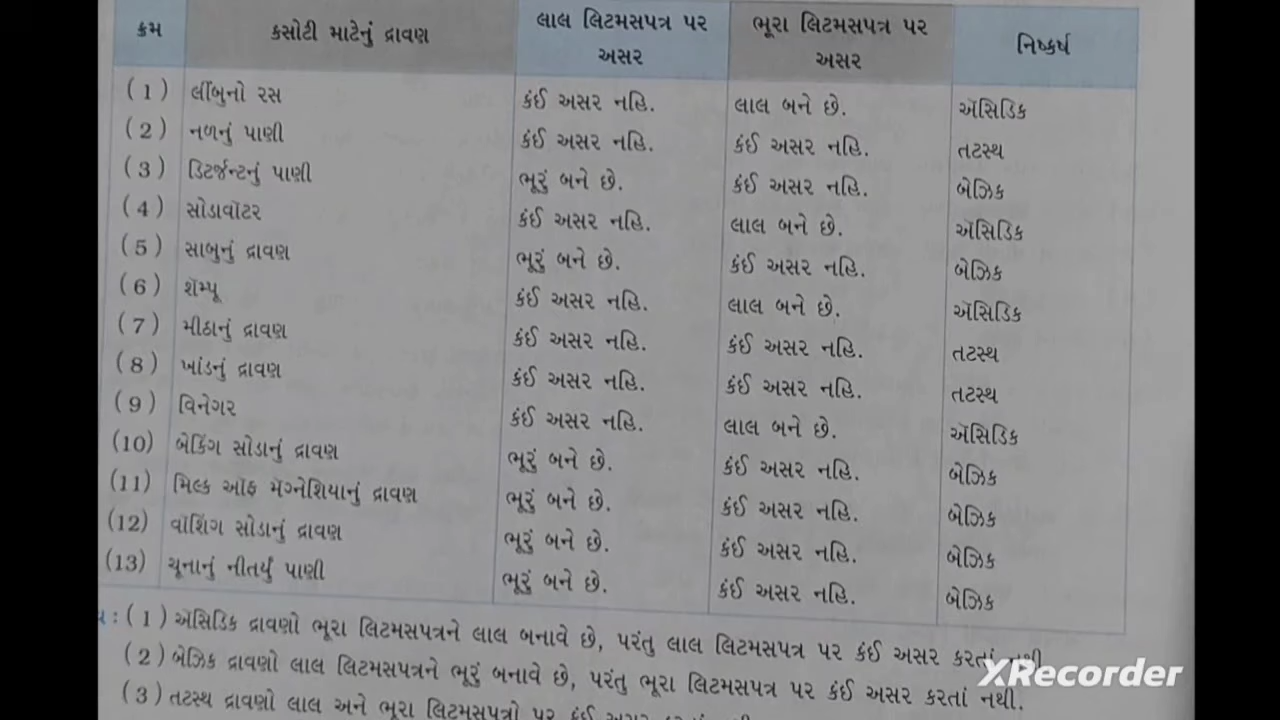 ક્રમ કસોટી માટેનું દ્રાવણ લાલ લિટમસપત્ર પર અસર ભૂરા લિટમસપત્ર પર અસર નિષ્કર્ષ
(1) લીંબુનો રસ કંઈ અસર નહિ. લાલ બને છે. ઍસિડિક
(2) નળનું પાણી કંઈ અસર નહિ. કંઈ અસર નહિ. તટસ્થ
(3) ડિટર્જન્ટનું પાણી ભૂરું બને છે. કંઈ અસર નહિ. બેઝિક
(4) સોડાવૉટર કંઈ અસર નહિ. લાલ બને છે. ઍસિડિક
(5) સાબુનું દ્રાવણ ભૂરું બને છે. કંઈ અસર નહિ. બેઝિક
(6) શૅમ્પૂ કંઈ અસર નહિ. લાલ બને છે. ઍસિડિક
(7) મીઠાનું દ્રાવણ કંઈ અસર નહિ. કંઈ અસર નહિ. તટસ્થ
(8) ખાંડનું દ્રાવણ કંઈ અસર નહિ. કંઈ અસર નહિ. તટસ્થ
(9) વિનેગર કંઈ અસર નહિ. લાલ બને છે. ઍસિડિક
(10) બેકિંગ સોડાનું દ્રાવણ ભૂરું બને છે. કંઈ અસર નહિ. બેઝિક
(11) મિલ્ક ઑફ મૅગ્નેશિયાનું દ્રાવણ ભૂરું બને છે. કંઈ અસર નહિ. બેઝિક
(12) વૉશિંગ સોડાનું દ્રાવણ ભૂરું બને છે. કંઈ અસર નહિ. બેઝિક
(13) ચૂનાનું નીતર્યું પાણી ભૂરું બને છે. કંઈ અસર નહિ. બેઝિક
: (1) ઍસિડિક દ્રાવણો ભૂરા લિટમસપત્રને લાલ બનાવે છે, પરંતુ લાલ લિટમસપત્ર પર કંઈ અસર કરતાં નથી
(2) બેઝિક દ્રાવણો લાલ લિટમસપત્રને ભૂરું બનાવે છે, પરંતુ ભૂરા લિટમસપત્ર પર કંઈ અસર કરતાં નથી.
(3) તટસ્થ દ્રાવણો લાલ અને ભૂરા લિટમસપત્રો પર કંઈ અસર
XRecorder